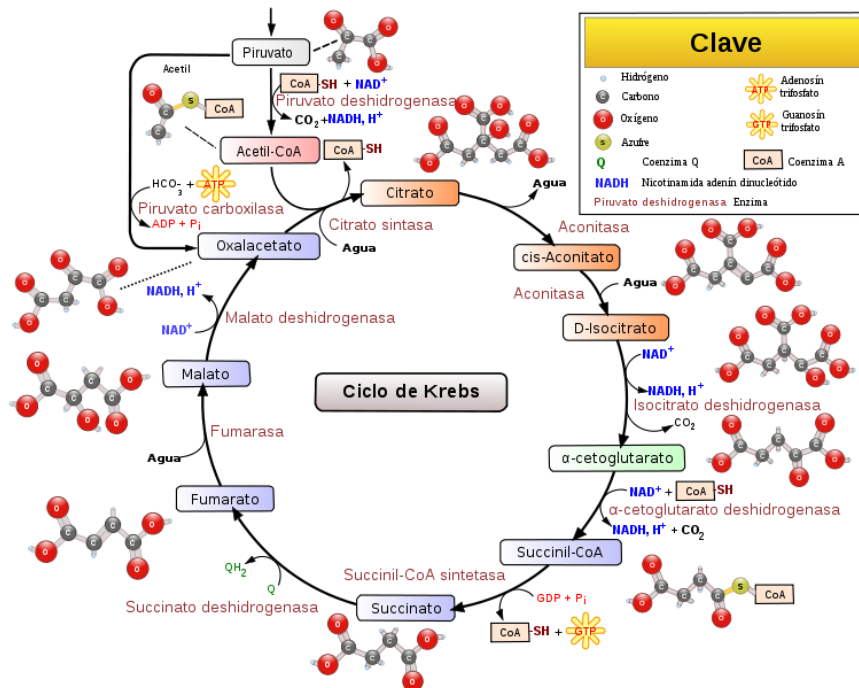 Clave
Hidrógeno
Carbono
Oxígeno
Azufre
Q Coenzima Q
NADH Nicotinamida adenín dinucleótido
Piruvato deshidrogenasa Enzima
ATP Adenosín trifosfato
GTP Guanosín trifosfato
CoA Coenzima A
Piruvato
Acetil
S CoA
CoA-SH + NAD⁺
Piruvato deshidrogenasa
CO₂+NADH, H⁺
Acetil-CoA
CoA-SH
HCO₃⁻ + ATP
Piruvato carboxilasa
ADP + Pi
Oxalacetato
Citrato
Citrato sintasa
Agua
Agua
Aconitasa
cis-Aconitato
Aconitasa
Agua
D-Isocitrato
NAD⁺
NADH, H⁺
Isocitrato deshidrogenasa
CO₂
α-cetoglutarato
NAD⁺ + CoA-SH
α-cetoglutarato deshidrogenasa
NADH, H⁺ + CO₂
Succinil-CoA
S CoA
Succinil-CoA sintetasa
GDP + Pi
CoA-SH + GTP
Succinato
Succinato deshidrogenasa
Q
QH₂
Fumarato
Fumarasa
Agua
Malato
Malato deshidrogenasa
NAD⁺
NADH, H⁺
Ciclo de Krebs